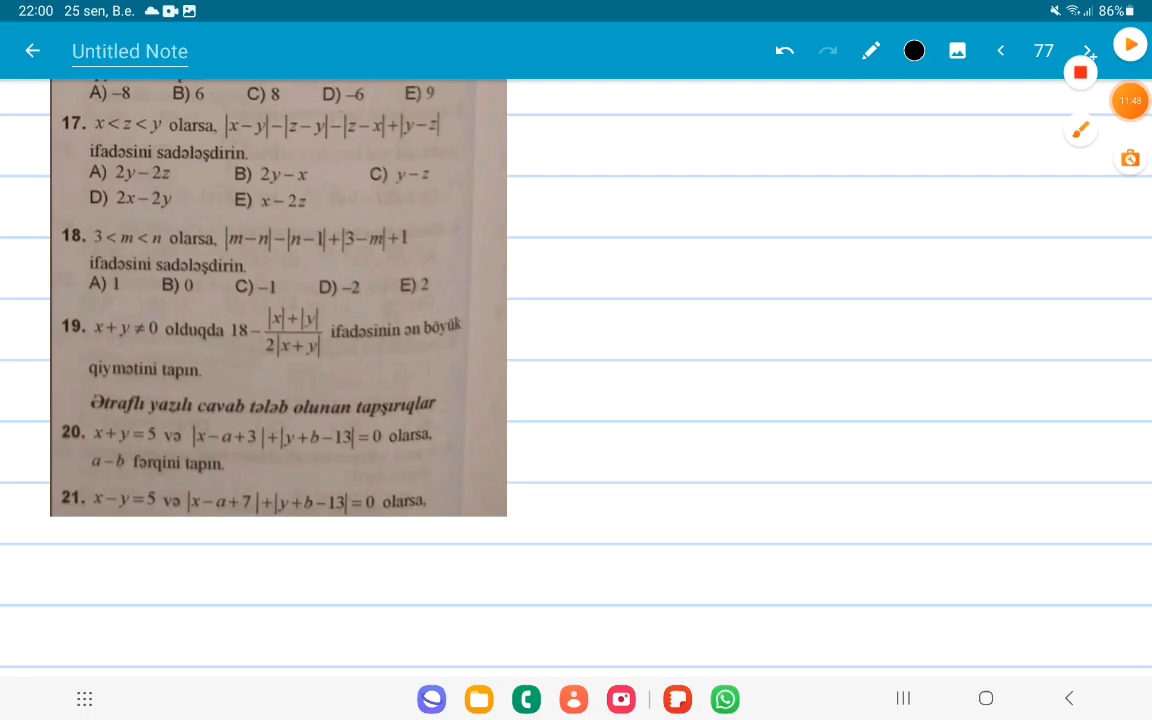 22:00 25 sen, B.e. 86%
Untitled Note 77
11:48
A) –8 B) 6 C) 8 D) –6 E) 9
17. x < z < y olarsa, |x – y| – |z – y| – |z – x| + |y – z|
ifadəsini sadələşdirin.
A) 2y – 2z B) 2y – x C) y – z
D) 2x – 2y E) x – 2z
18. 3 < m < n olarsa, |m – n| – |n – 1| + |3 – m| + 1
ifadəsini sadələşdirin.
A) 1 B) 0 C) –1 D) –2 E) 2
19. x + y ≠ 0 olduqda 18 – |x| + |y| / 2|x + y| ifadəsinin ən böyük
qiymətini tapın.
Ətraflı yazılı cavab tələb olunan tapşırıqlar
20. x + y = 5 və |x – a + 3| + |y + b – 13| = 0 olarsa,
a – b fərqini tapın.
21. x – y = 5 və |x – a + 7| + |y + b – 13| = 0 olarsa,